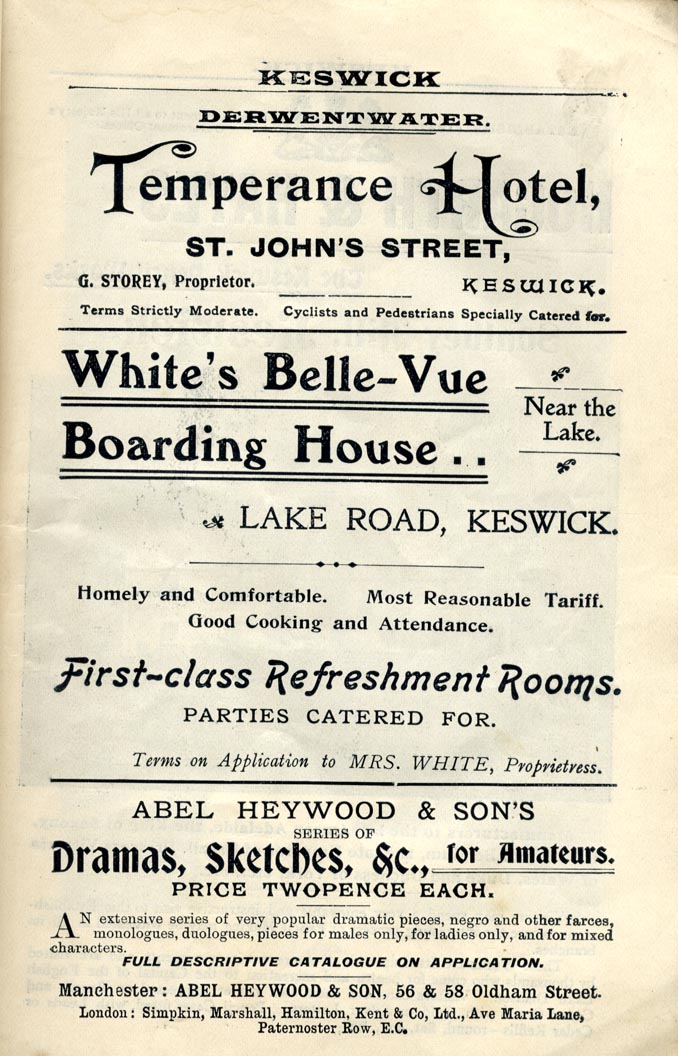 KESWICK
DERWENTWATER.
Temperance Hotel,
ST. JOHN'S STREET,
G. STOREY, Proprietor. KESWICK.
Terms Strictly Moderate. Cyclists and Pedestrians Specially Catered for.
White's Belle-Vue
Boarding House ..
Near the
Lake.
LAKE ROAD, KESWICK.
Homely and Comfortable. Most Reasonable Tariff.
Good Cooking and Attendance.
First-class Refreshment Rooms.
PARTIES CATERED FOR.
Terms on Application to MRS. WHITE, Proprietress.
ABEL HEYWOOD & SON'S
SERIES OF
Dramas, Sketches, &c., for Amateurs.
PRICE TWOPENCE EACH.
AN extensive series of very popular dramatic pieces, negro and other farces,
monologues, duologues, pieces for males only, for ladies only, and for mixed
characters.
FULL DESCRIPTIVE CATALOGUE ON APPLICATION.
Manchester: ABEL HEYWOOD & SON, 56 & 58 Oldham Street.
London: Simpkin, Marshall, Hamilton, Kent & Co, Ltd., Ave Maria Lane,
Paternoster Row, E.C.